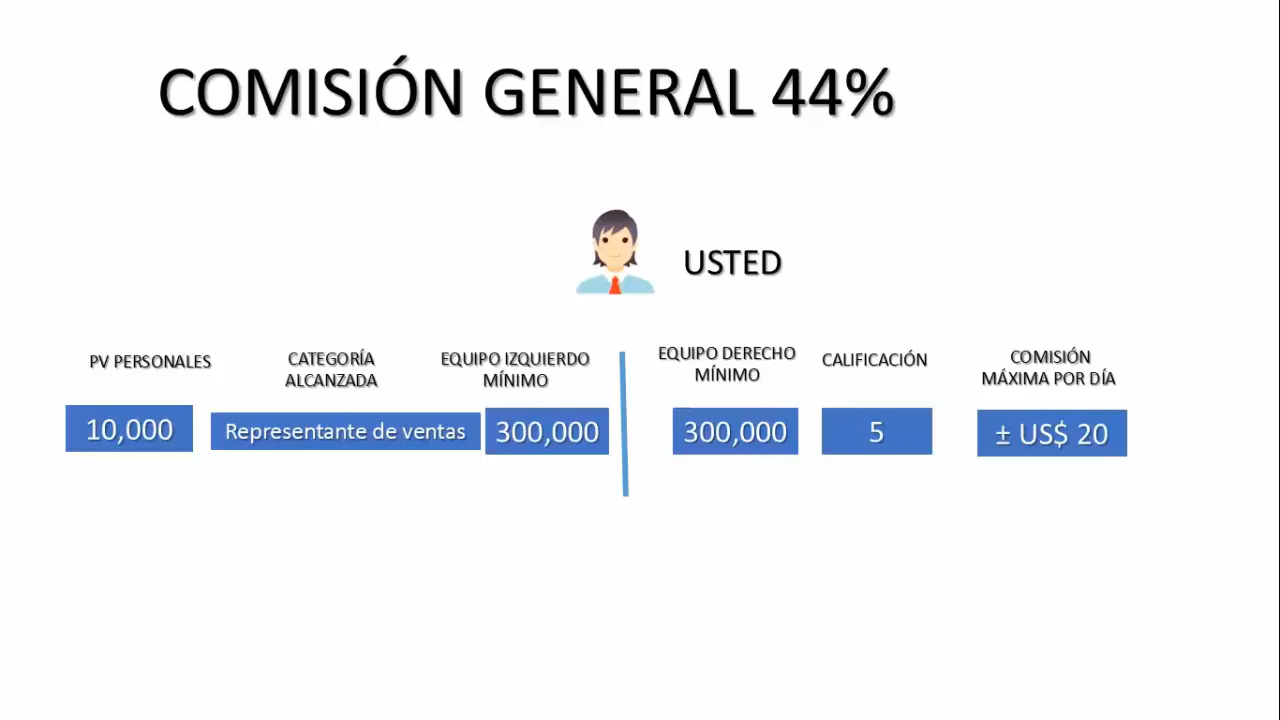 COMISIÓN GENERAL 44%
USTED
PV PERSONALES
CATEGORÍA
ALCANZADA
EQUIPO IZQUIERDO
MÍNIMO
EQUIPO DERECHO
MÍNIMO
CALIFICACIÓN
COMISIÓN
MÁXIMA POR DÍA
10,000
Representante de ventas
300,000
300,000
5
± US$ 20